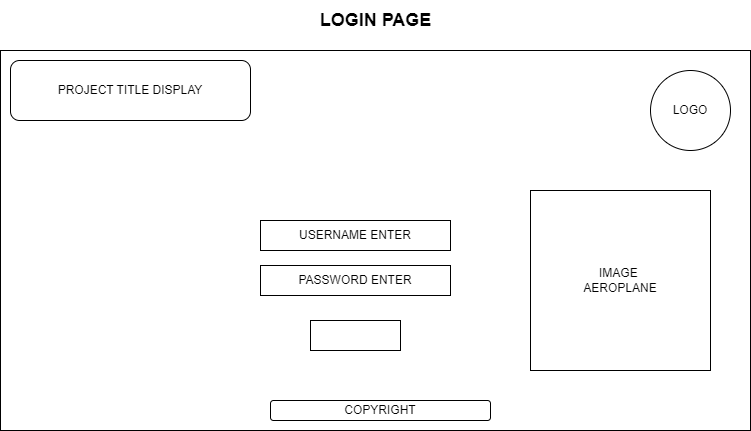 LOGIN PAGE
PROJECT TITLE DISPLAY
LOGO
USERNAME ENTER
PASSWORD ENTER
IMAGE
AEROPLANE
COPYRIGHT